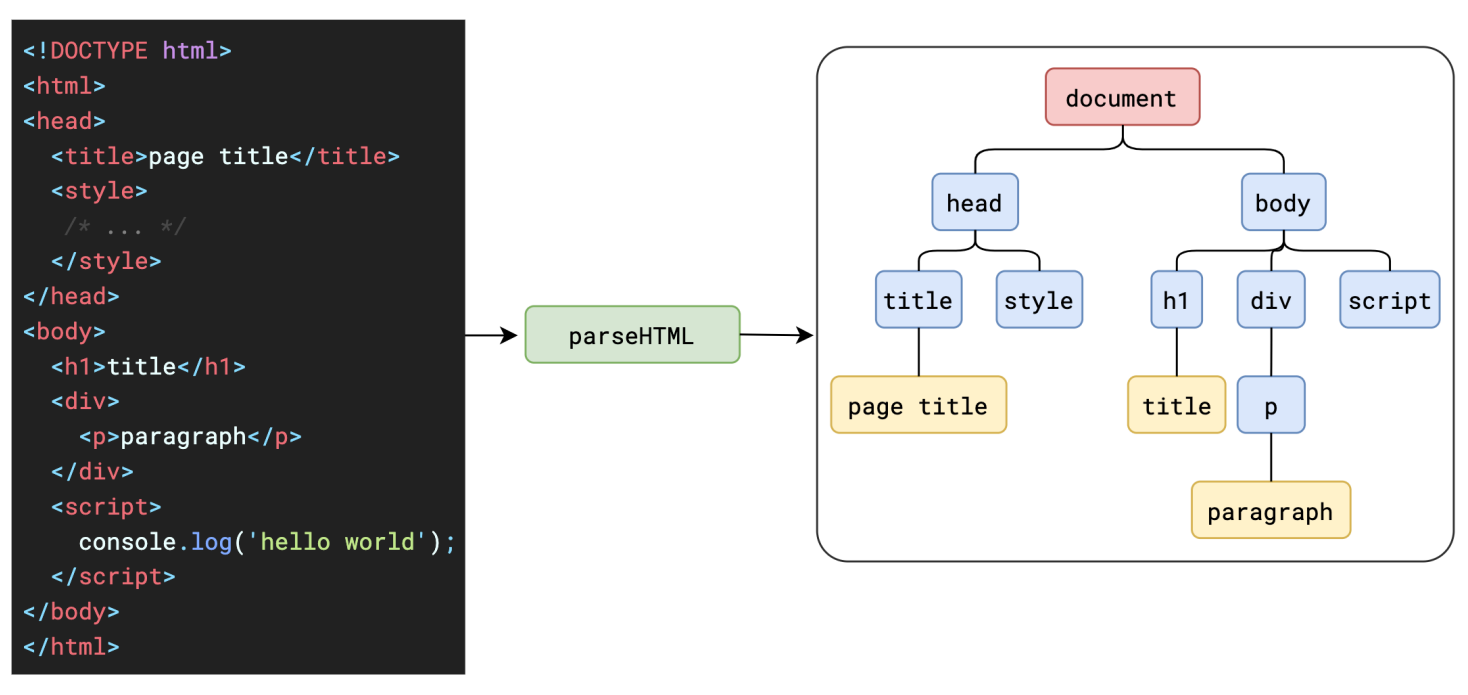 <!DOCTYPE html>
<html>
<head>
  <title>page title</title>
  <style>
   /* ... */
  </style>
</head>
<body>
  <h1>title</h1>
  <div>
    <p>paragraph</p>
  </div>
  <script>
    console.log('hello world');
  </script>
</body>
</html>
parseHTML
document
head
body
title
style
h1
div
script
page title
title
p
paragraph